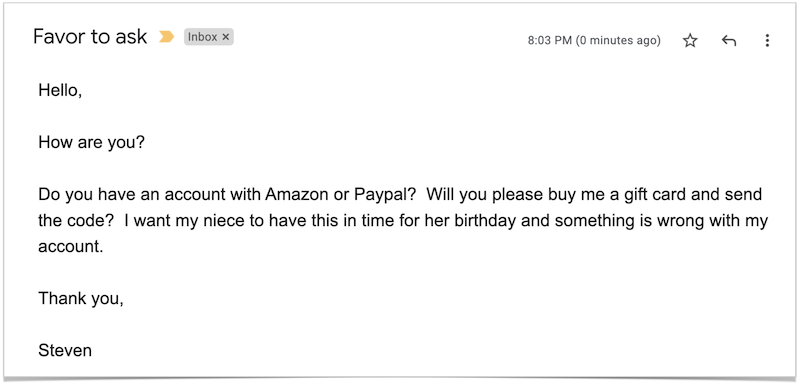 Favor to ask Inbox × 8:03 PM (0 minutes ago)
Hello,
How are you?
Do you have an account with Amazon or Paypal?  Will you please buy me a gift card and send
the code?  I want my niece to have this in time for her birthday and something is wrong with my
account.
Thank you,
Steven